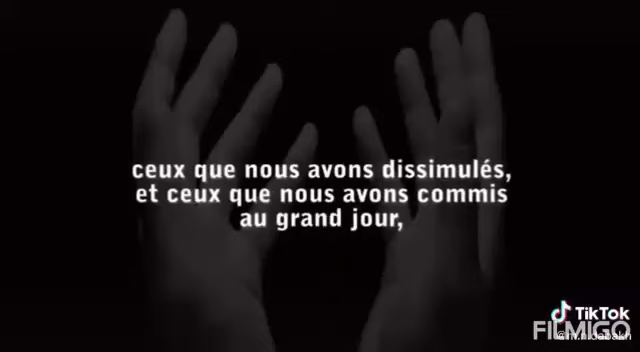 ceux que nous avons dissimulés,
et ceux que nous avons commis
au grand jour,
TikTok
FILMIGO